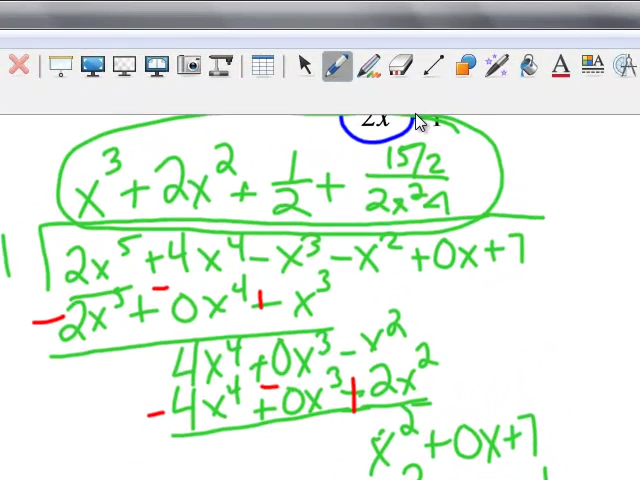 2x
x³ + 2x² + 1/2 + 15/2 / 2x²-1
1 2x⁵ + 4x⁴ - x³ - x² + 0x + 7
- 2x⁵ + 0x⁴ + x³
4x⁴ + 0x³ - x²
- 4x⁴ + 0x³ + 2x²
x² + 0x + 7